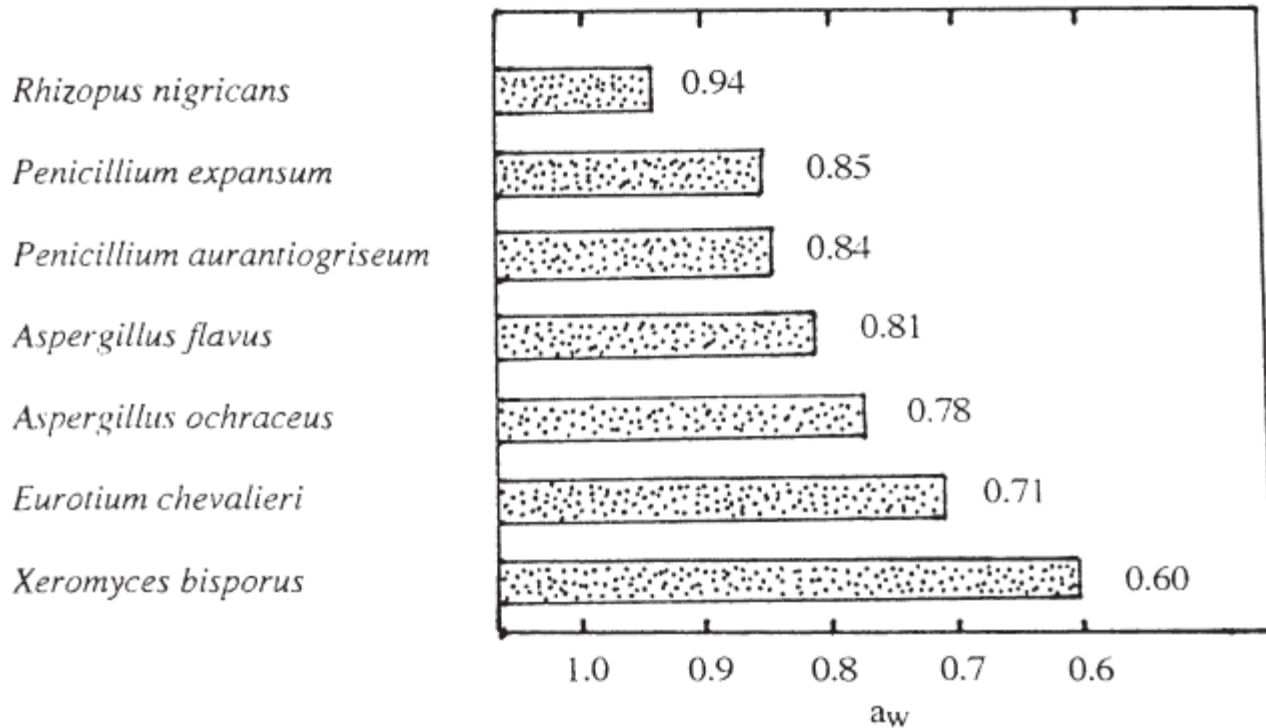 Rhizopus nigricans 0.94
Penicillium expansum 0.85
Penicillium aurantiogriseum 0.84
Aspergillus flavus 0.81
Aspergillus ochraceus 0.78
Eurotium chevalieri 0.71
Xeromyces bisporus 0.60
1.0 0.9 0.8 0.7 0.6
aw